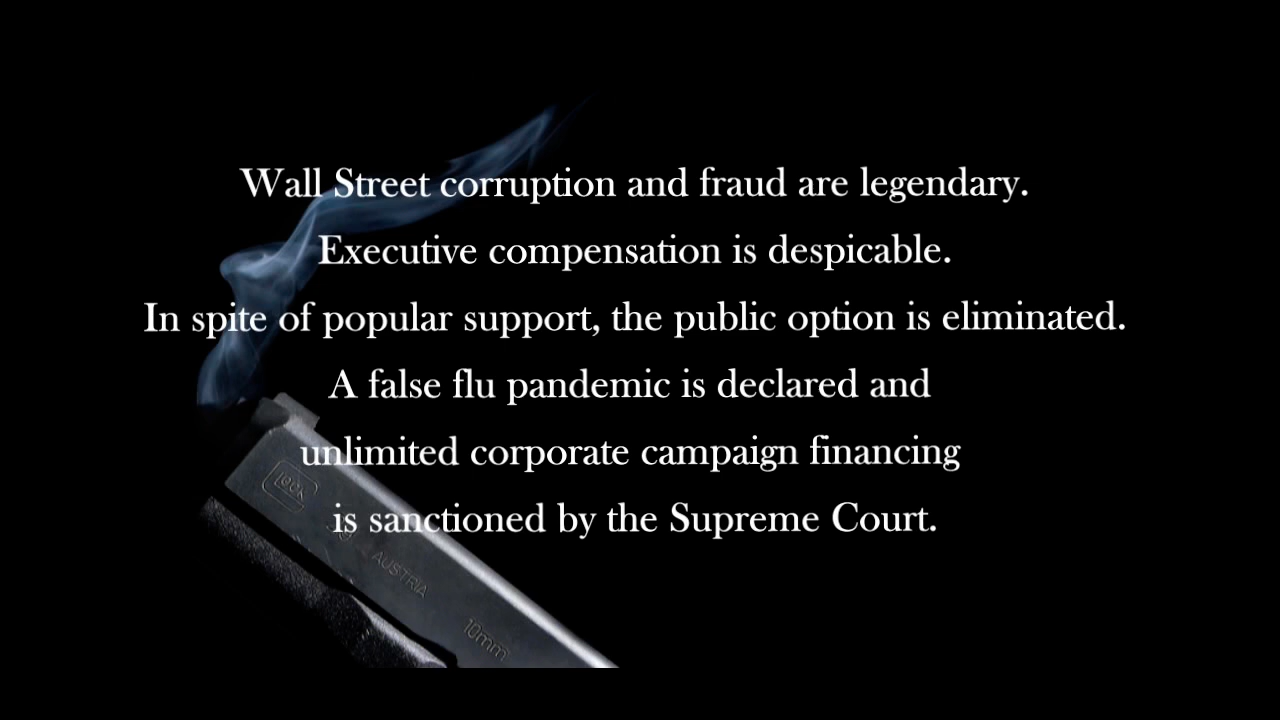 Wall Street corruption and fraud are legendary.
Executive compensation is despicable.
In spite of popular support, the public option is eliminated.
A false flu pandemic is declared and
unlimited corporate campaign financing
is sanctioned by the Supreme Court.
GLOCK
AUSTRIA
10mm